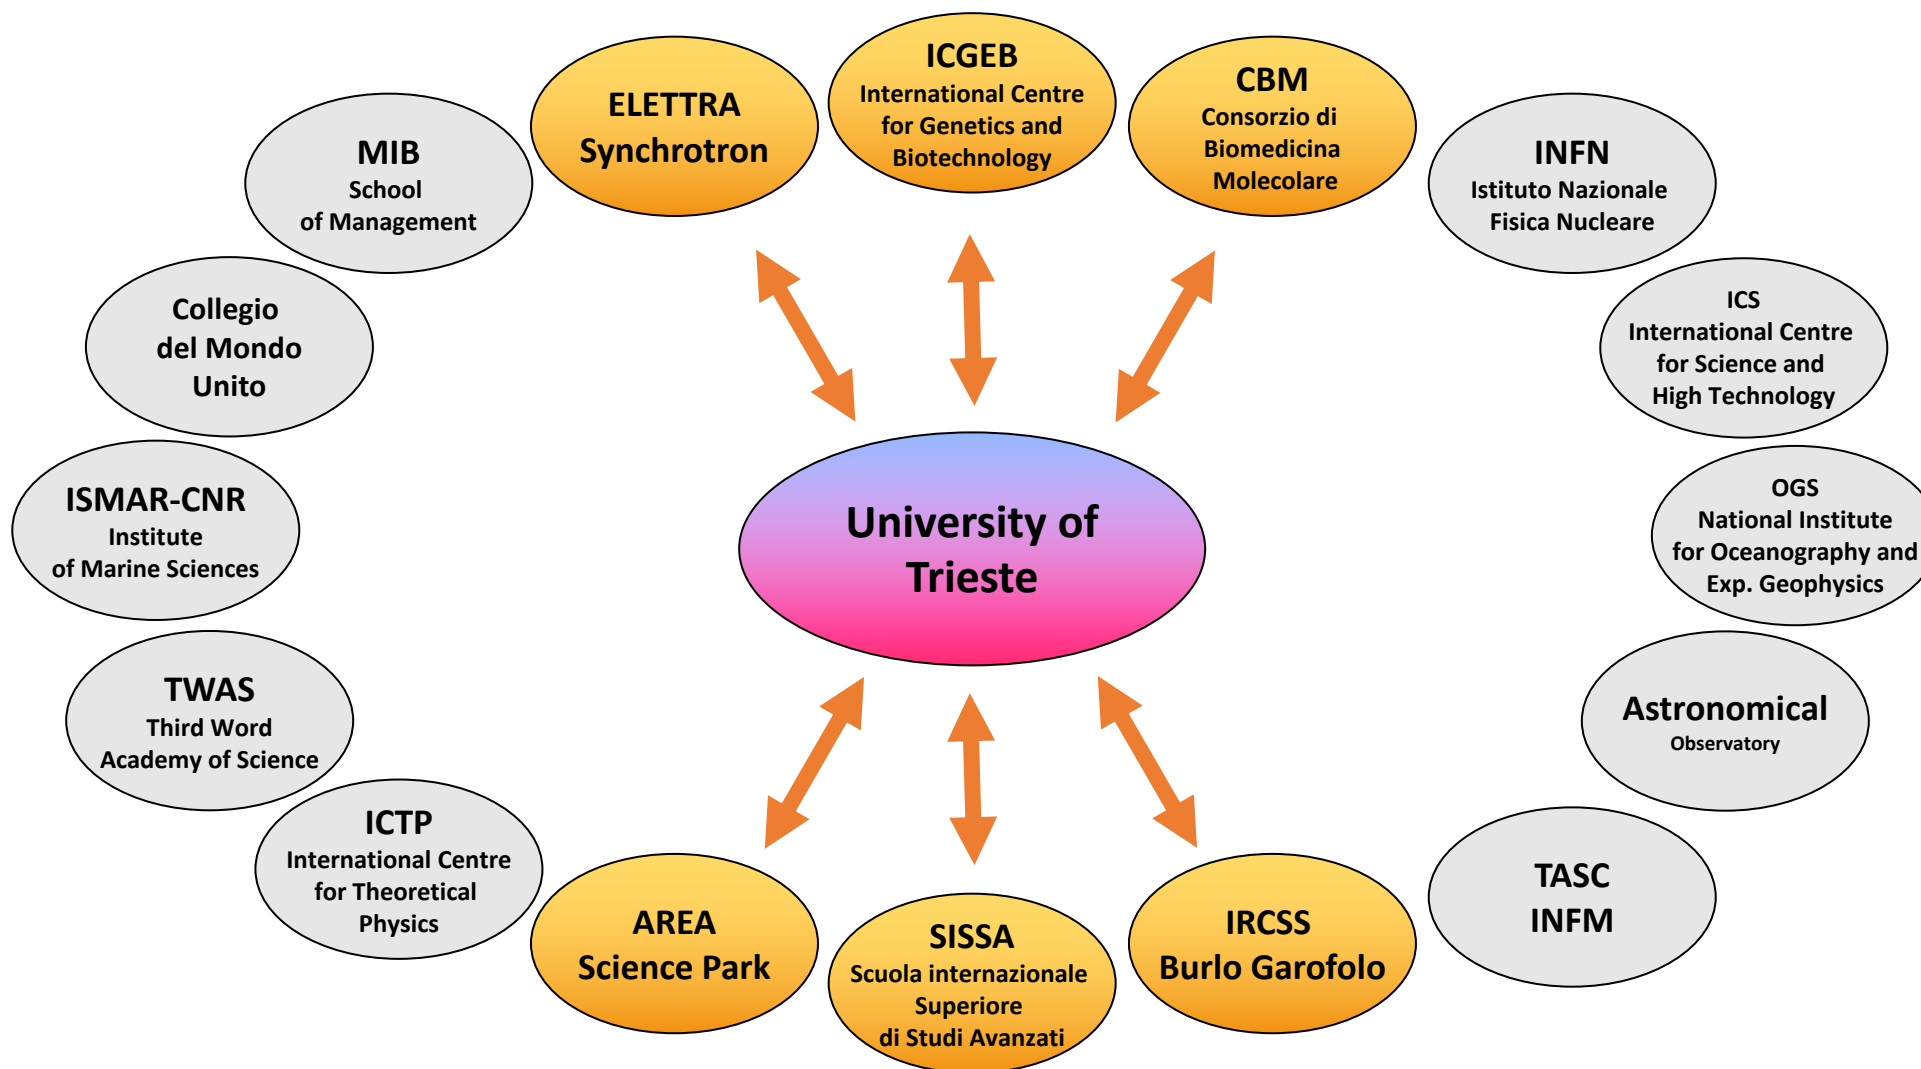 ICGEB
International Centre
for Genetics and
Biotechnology
ELETTRA
Synchrotron
CBM
Consorzio di
Biomedicina
Molecolare
MIB
School
of Management
INFN
Istituto Nazionale
Fisica Nucleare
Collegio
del Mondo
Unito
ICS
International Centre
for Science and
High Technology
ISMAR-CNR
Institute
of Marine Sciences
University of
Trieste
OGS
National Institute
for Oceanography and
Exp. Geophysics
TWAS
Third Word
Academy of Science
Astronomical
Observatory
ICTP
International Centre
for Theoretical
Physics
TASC
INFM
AREA
Science Park
SISSA
Scuola internazionale
Superiore
di Studi Avanzati
IRCSS
Burlo Garofolo